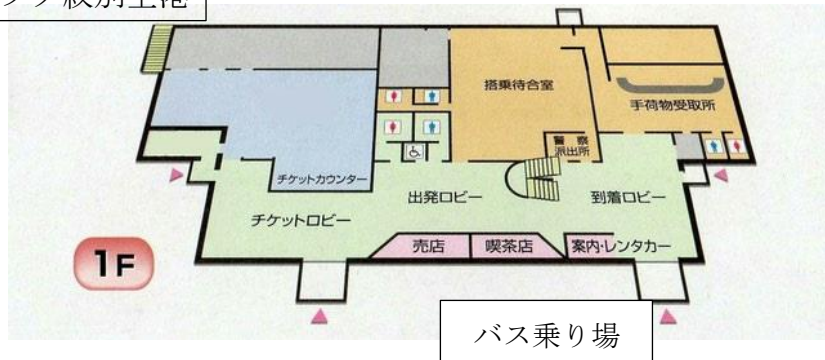 紋別空港
搭乗待合室
手荷物受取所
警察
派出所
チケットカウンター
出発ロビー
到着ロビー
チケットロビー
売店
喫茶店
案内・レンタカー
1F
バス乗り場